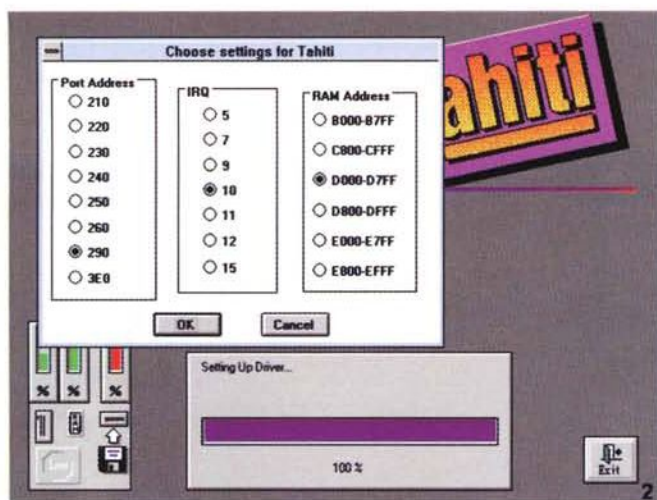 Choose settings for Tahiti
Port Address
210
220
230
240
250
260
290
3E0
IRQ
5
7
9
10
11
12
15
RAM Address
B000-B7FF
C800-CFFF
D000-D7FF
D800-DFFF
E000-E7FF
E800-EFFF
OK
Cancel
ahiti
%
%
%
Setting Up Driver...
100 %
Exit
2